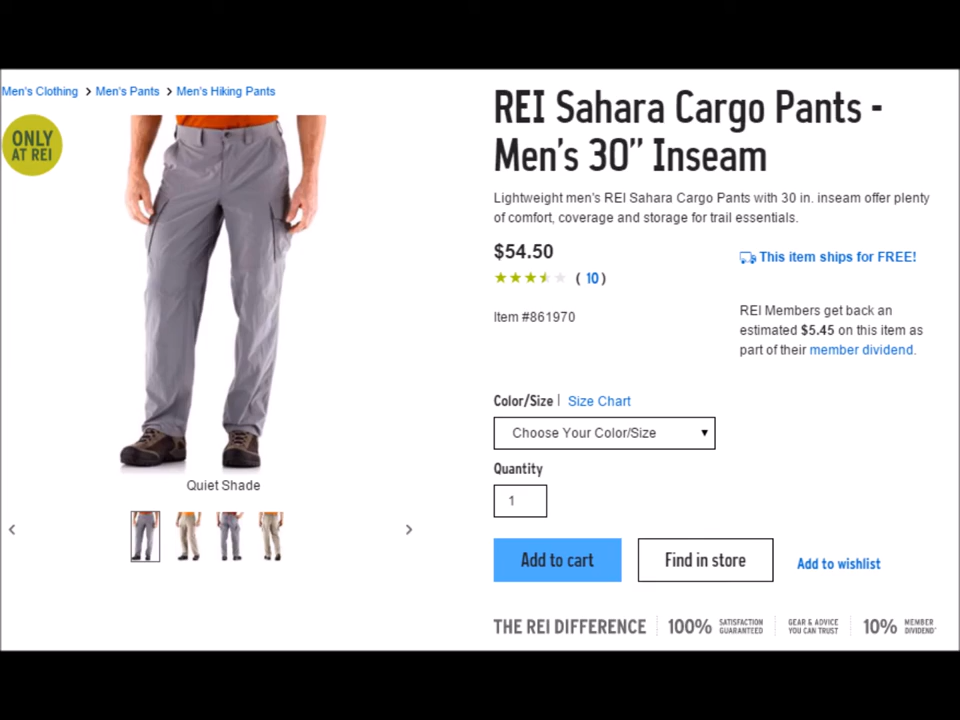 Men's Clothing > Men's Pants > Men's Hiking Pants
ONLY
AT REI
Quiet Shade
REI Sahara Cargo Pants -
Men's 30" Inseam
Lightweight men's REI Sahara Cargo Pants with 30 in. inseam offer plenty
of comfort, coverage and storage for trail essentials.
$54.50
( 10 )
This item ships for FREE!
Item #861970
REI Members get back an
estimated $5.45 on this item as
part of their member dividend.
Color/Size | Size Chart
Choose Your Color/Size
Quantity
1
Add to cart
Find in store
Add to wishlist
THE REI DIFFERENCE
100% SATISFACTION
GUARANTEED
GEAR & ADVICE
YOU CAN TRUST
10% MEMBER
DIVIDEND*